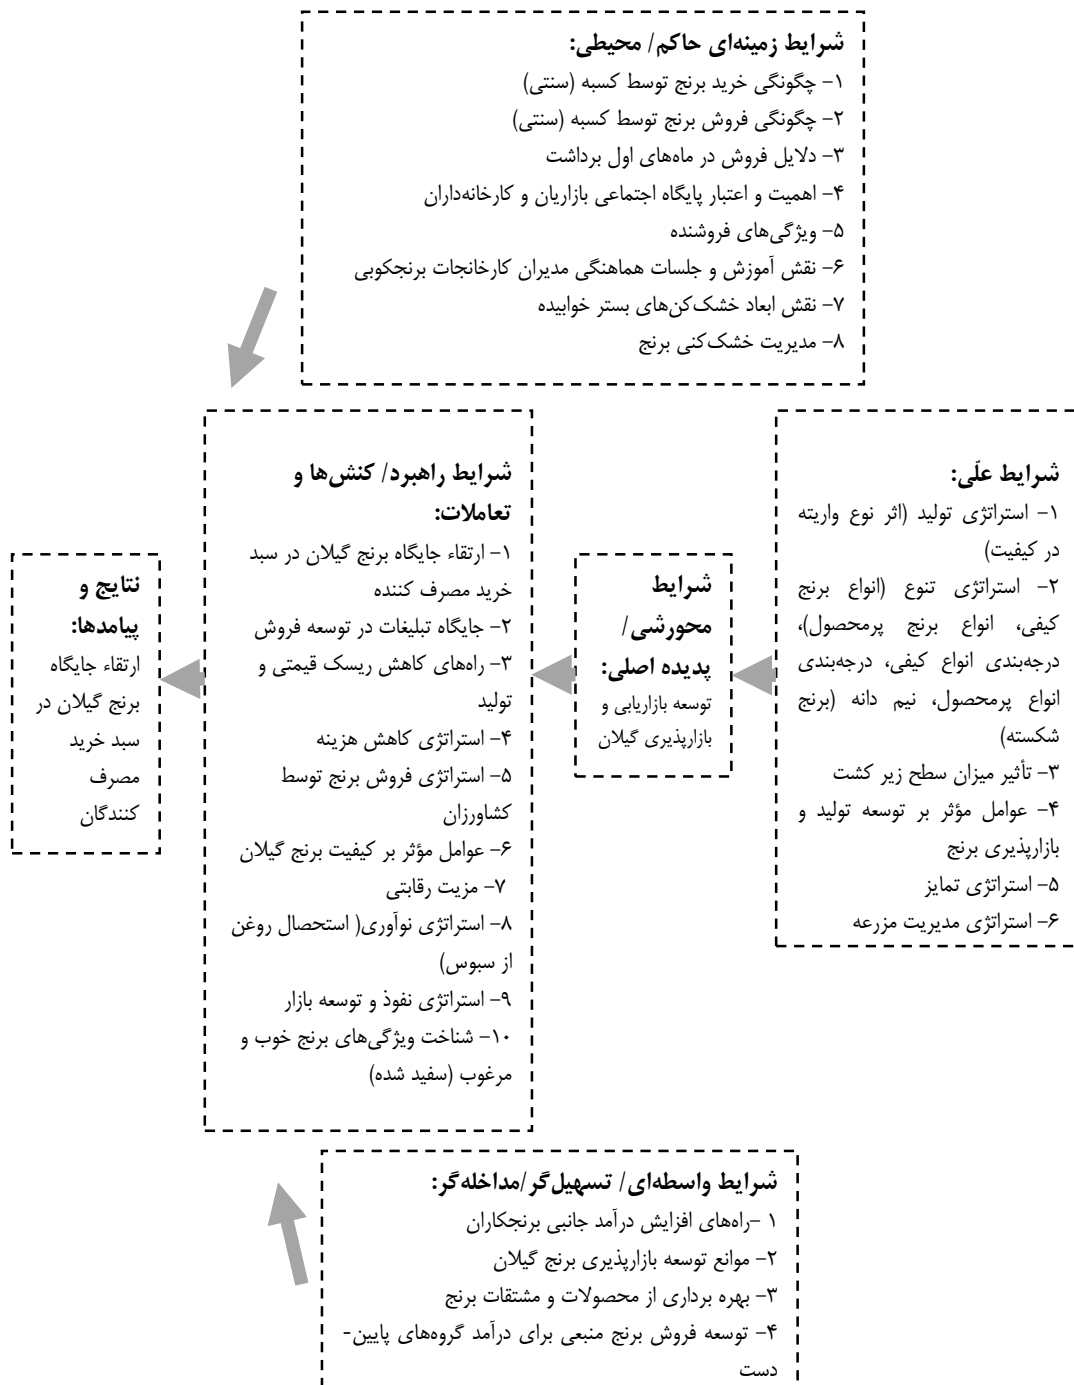 شرایط زمینه‌ای حاکم/ محیطی:
۱- چگونگی خرید برنج توسط کسبه (سنتی)
۲- چگونگی فروش برنج توسط کسبه (سنتی)
۳- دلایل فروش در ماه‌های اول برداشت
۴- اهمیت و اعتبار پایگاه اجتماعی بازاریان و کارخانه‌داران
۵- ویژگی‌های فروشنده
۶- نقش آموزش و جلسات هماهنگی مدیران کارخانجات برنجکوبی
۷- نقش ابعاد خشک‌کن‌های بستر خوابیده
۸- مدیریت خشک‌کنی برنج
شرایط علّی:
۱- استراتژی تولید (اثر نوع واریته
در کیفیت)
۲- استراتژی تنوع (انواع برنج
کیفی، انواع برنج پرمحصول)،
درجه‌بندی انواع کیفی، درجه‌بندی
انواع پرمحصول، نیم دانه (برنج
شکسته)
۳- تأثیر میزان سطح زیر کشت
۴- عوامل مؤثر بر توسعه تولید و
بازارپذیری برنج
۵- استراتژی تمایز
۶- استراتژی مدیریت مزرعه
شرایط
محورشی/
پدیده اصلی:
توسعه بازاریابی و
بازارپذیری گیلان
شرایط راهبرد/ کنش‌ها و
تعاملات:
۱- ارتقاء جایگاه برنج گیلان در سبد
خرید مصرف کننده
۲- جایگاه تبلیغات در توسعه فروش
۳- راه‌های کاهش ریسک قیمتی و
تولید
۴- استراتژی کاهش هزینه
۵- استراتژی فروش برنج توسط
کشاورزان
۶- عوامل مؤثر بر کیفیت برنج گیلان
۷- مزیت رقابتی
۸- استراتژی نوآوری( استحصال روغن
از سبوس)
۹- استراتژی نفوذ و توسعه بازار
۱۰- شناخت ویژگی‌های برنج خوب و
مرغوب (سفید شده)
نتایج و
پیامدها:
ارتقاء جایگاه
برنج گیلان در
سبد خرید
مصرف
کنندگان
شرایط واسطه‌ای/ تسهیل‌گر/مداخله‌گر:
۱ -راه‌های افزایش درآمد جانبی برنجکاران
۲- موانع توسعه بازارپذیری برنج گیلان
۳- بهره برداری از محصولات و مشتقات برنج
۴- توسعه فروش برنج منبعی برای درآمد گروه‌های پایین-
دست